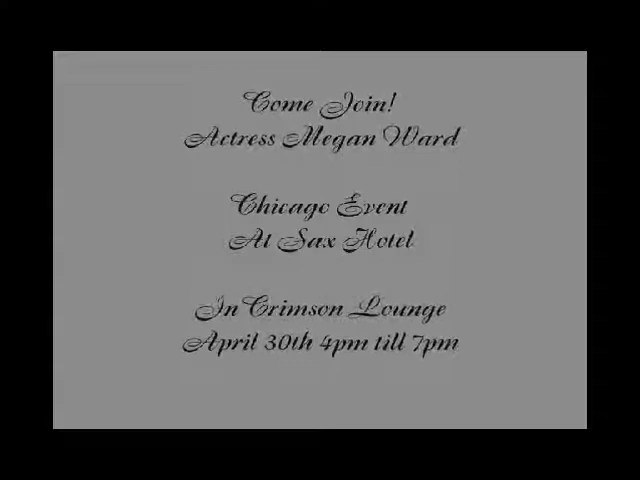 Come Join!
Actress Megan Ward
Chicago Event
At Sax Hotel
In Crimson Lounge
April 30th 4pm till 7pm